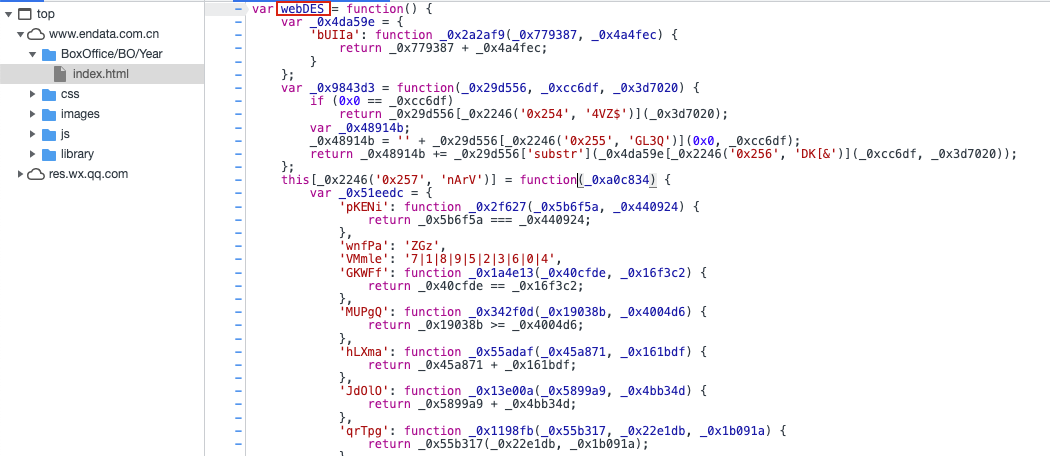 top
www.endata.com.cn
BoxOffice/BO/Year
index.html
css
images
js
library
res.wx.qq.com
var webDES = function() {
var _0x4da59e = {
'bUIIa': function _0x2a2af9(_0x779387, _0x4a4fec) {
return _0x779387 + _0x4a4fec;
}
};
var _0x9843d3 = function(_0x29d556, _0xcc6df, _0x3d7020) {
if (0x0 == _0xcc6df)
return _0x29d556[_0x2246('0x254', '4VZ$')](_0x3d7020);
var _0x48914b;
_0x48914b = '' + _0x29d556[_0x2246('0x255', 'GL3Q')](0x0, _0xcc6df);
return _0x48914b += _0x29d556['substr'](_0x4da59e[_0x2246('0x256', 'DK[&')](_0xcc6df, _0x3d7020));
};
this[_0x2246('0x257', 'nArV')] = function(_0xa0c834) {
var _0x51eedc = {
'pKENi': function _0x2f627(_0x5b6f5a, _0x440924) {
return _0x5b6f5a === _0x440924;
},
'wnfPa': 'ZGz',
'VMmle': '7|1|8|9|5|2|3|6|0|4',
'GKWFf': function _0x1a4e13(_0x40cfde, _0x16f3c2) {
return _0x40cfde == _0x16f3c2;
},
'MUPgQ': function _0x342f0d(_0x19038b, _0x4004d6) {
return _0x19038b >= _0x4004d6;
},
'hLXma': function _0x55adaf(_0x45a871, _0x161bdf) {
return _0x45a871 + _0x161bdf;
},
'JdOlO': function _0x13e00a(_0x5899a9, _0x4bb34d) {
return _0x5899a9 + _0x4bb34d;
},
'qrTpg': function _0x1198fb(_0x55b317, _0x22e1db, _0x1b091a) {
return _0x55b317(_0x22e1db, _0x1b091a);